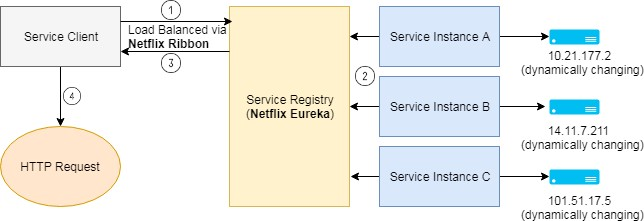 1
Service Client
Load Balanced via
Netflix Ribbon
3
4
HTTP Request
Service Registry
(Netflix Eureka)
2
Service Instance A
10.21.177.2
(dynamically changing)
Service Instance B
14.11.7.211
(dynamically changing)
Service Instance C
101.51.17.5
(dynamically changing)